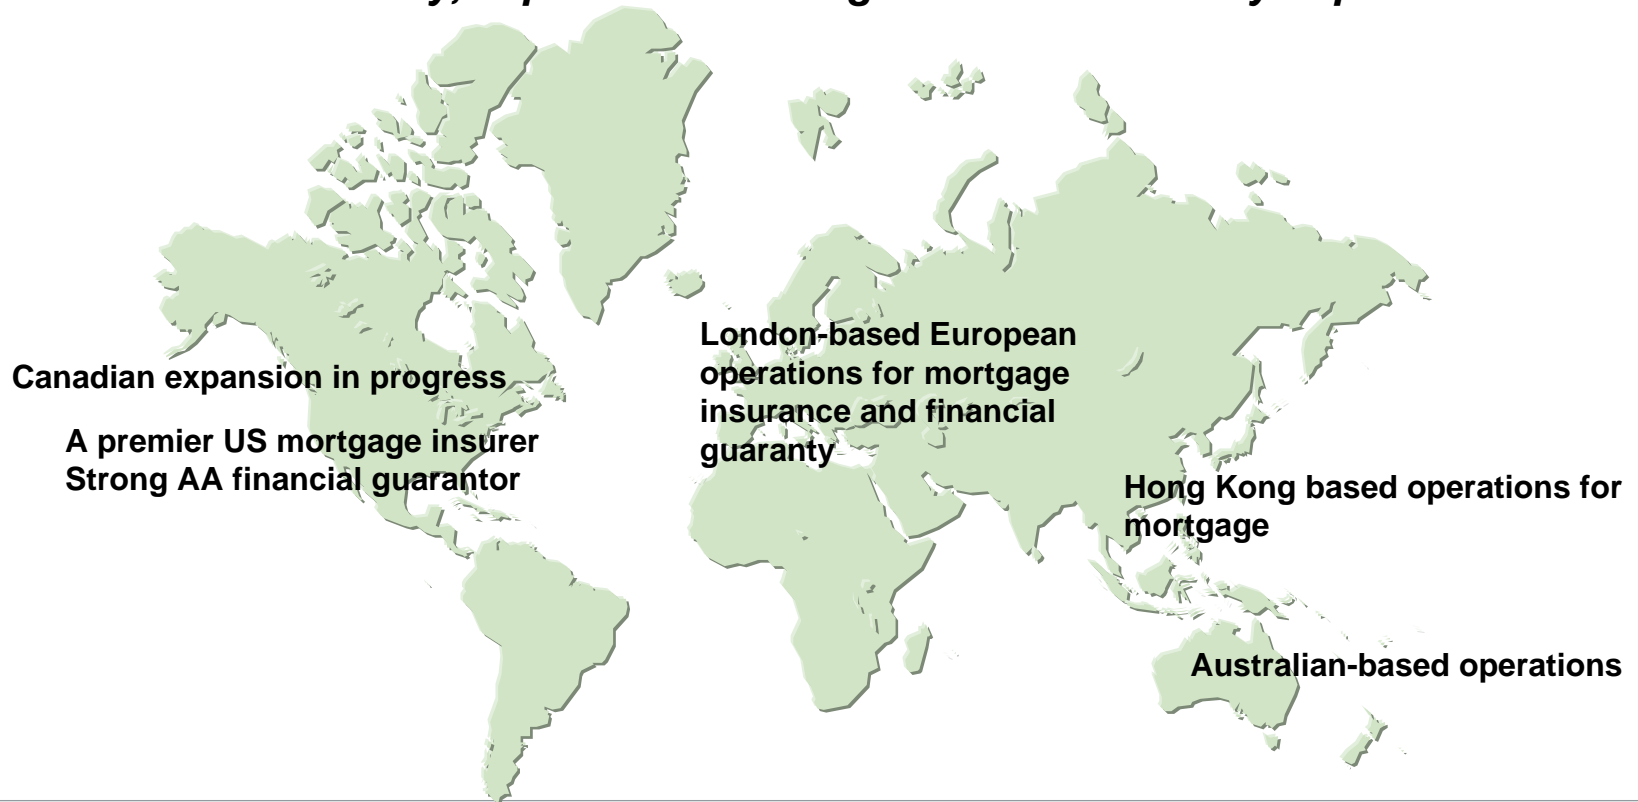 Canadian expansion in progress
A premier US mortgage insurer
Strong AA financial guarantor
London-based European
operations for mortgage
insurance and financial
guaranty
Hong Kong based operations for
mortgage
Australian-based operations